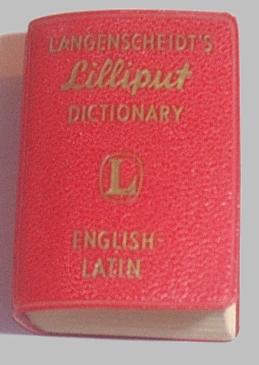 LANGENSCHEIDT'S
Lilliput
DICTIONARY
L
ENGLISH-
LATIN